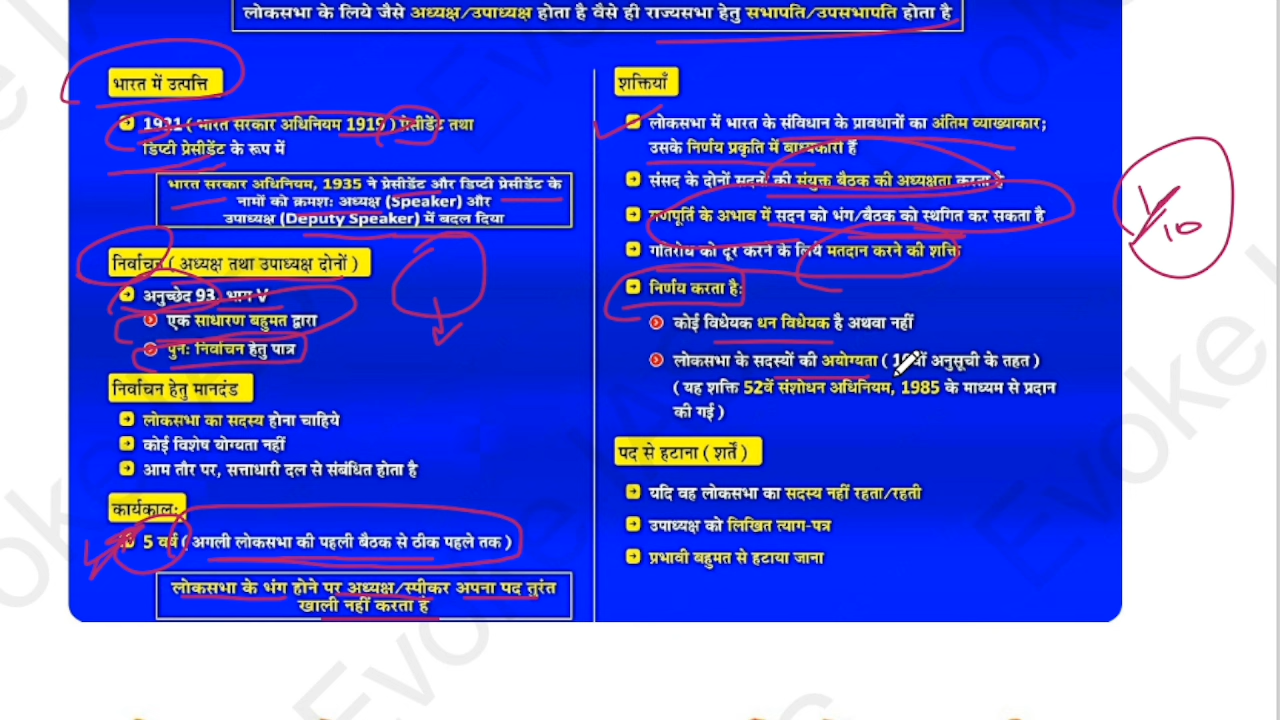 लोकसभा के लिये जैसे अध्यक्ष/उपाध्यक्ष होता है वैसे ही राज्यसभा हेतु सभापति/उपसभापति होता है
भारत में उत्पत्ति
1921 ( भारत सरकार अधिनियम 1919 ) प्रेसीडेंट तथा
डिप्टी प्रेसीडेंट के रूप में
भारत सरकार अधिनियम, 1935 ने प्रेसीडेंट और डिप्टी प्रेसीडेंट के
नामों को क्रमश: अध्यक्ष (Speaker) और
उपाध्यक्ष (Deputy Speaker) में बदल दिया
निर्वाचन ( अध्यक्ष तथा उपाध्यक्ष दोनों )
अनुच्छेद 93, भाग V
एक साधारण बहुमत द्वारा
पुन: निर्वाचन हेतु पात्र
निर्वाचन हेतु मानदंड
लोकसभा का सदस्य होना चाहिये
कोई विशेष योग्यता नहीं
आम तौर पर, सत्ताधारी दल से संबंधित होता है
कार्यकाल:
5 वर्ष ( अगली लोकसभा की पहली बैठक से ठीक पहले तक )
लोकसभा के भंग होने पर अध्यक्ष/स्पीकर अपना पद तुरंत
खाली नहीं करता है
शक्तियाँ
लोकसभा में भारत के संविधान के प्रावधानों का अंतिम व्याख्याकार;
उसके निर्णय प्रकृति में बाध्यकारी हैं
संसद के दोनों सदनों की संयुक्त बैठक की अध्यक्षता करता है
गणपूर्ति के अभाव में सदन को भंग/बैठक को स्थगित कर सकता है
गतिरोध को दूर करने के लिये मतदान करने की शक्ति
निर्णय करता है:
कोई विधेयक धन विधेयक है अथवा नहीं
लोकसभा के सदस्यों की अयोग्यता ( 10वीं अनुसूची के तहत )
( यह शक्ति 52वें संशोधन अधिनियम, 1985 के माध्यम से प्रदान
की गई )
पद से हटाना ( शर्तें )
यदि वह लोकसभा का सदस्य नहीं रहता/रहती
उपाध्यक्ष को लिखित त्याग-पत्र
प्रभावी बहुमत से हटाया जाना
1/10
Evoke